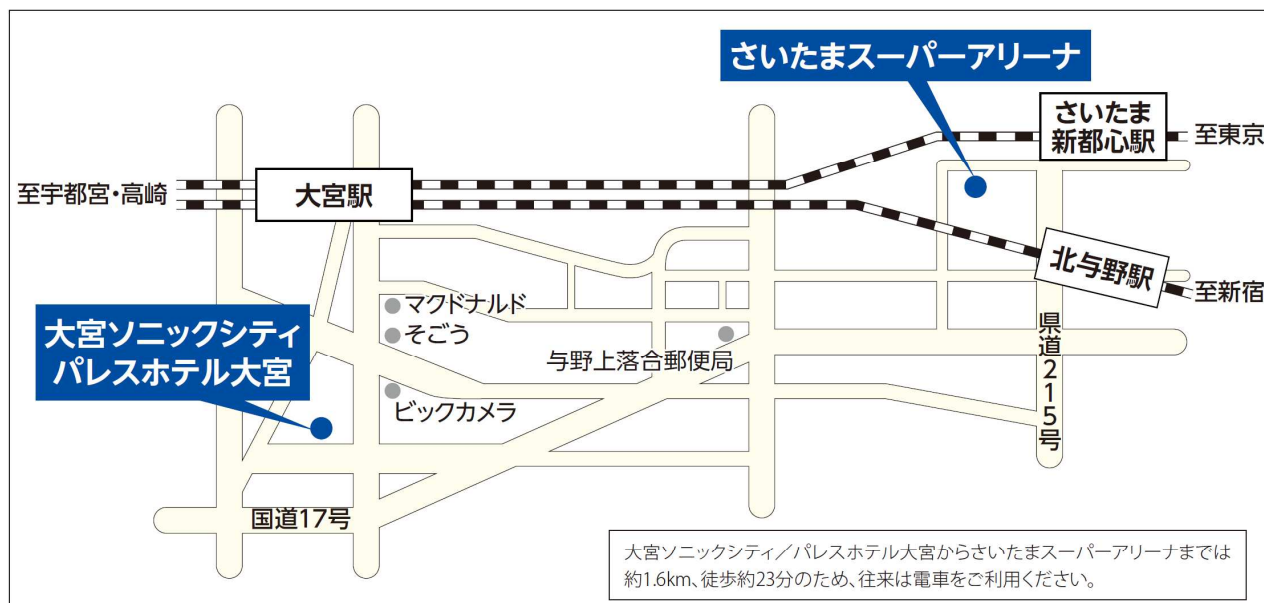 さいたまスーパーアリーナ
さいたま
新都心駅
至東京
至宇都宮・高崎
大宮駅
北与野駅
至新宿
マクドナルド
そごう
大宮ソニックシティ
パレスホテル大宮
与野上落合郵便局
県道215号
ビックカメラ
国道17号
大宮ソニックシティ／パレスホテル大宮からさいたまスーパーアリーナまでは
約1.6km、徒歩約23分のため、往来は電車をご利用ください。